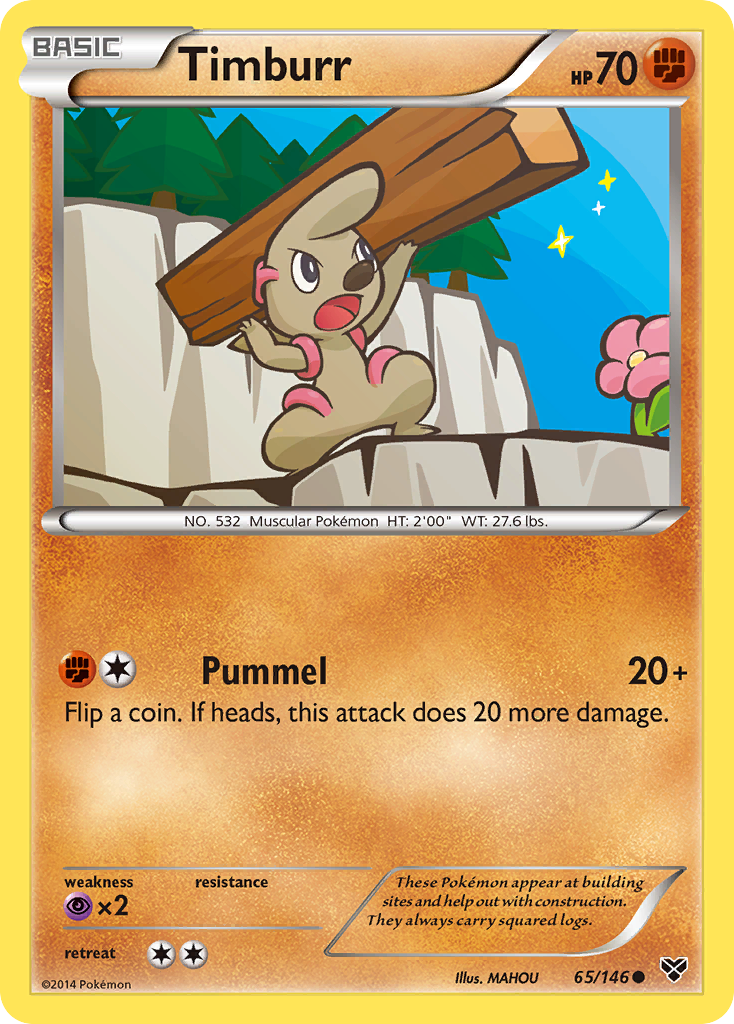 BASIC
Timburr
HP 70
NO. 532 Muscular Pokémon HT: 2'00" WT: 27.6 lbs.
Pummel 20+
Flip a coin. If heads, this attack does 20 more damage.
weakness resistance
×2
These Pokémon appear at building
sites and help out with construction.
They always carry squared logs.
retreat
©2014 Pokémon
Illus. MAHOU
65/146